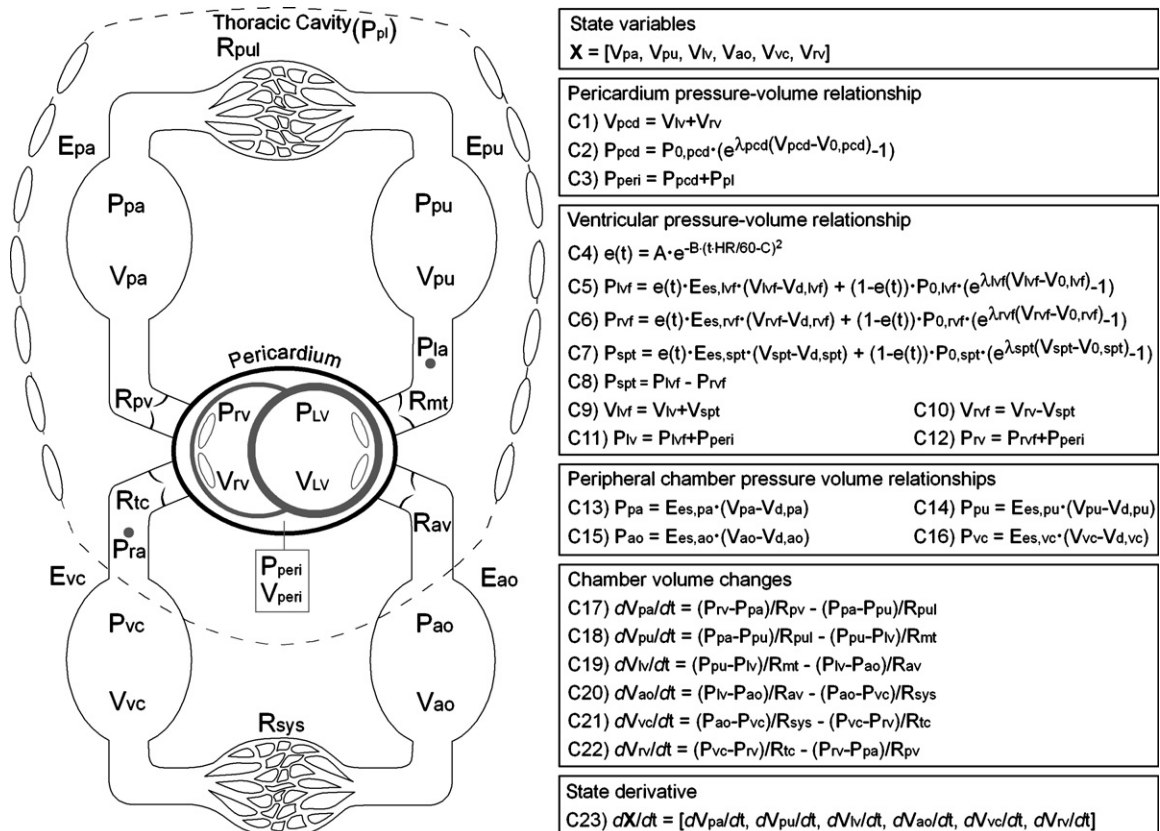 Thoracic Cavity(Ppl)
Rpul
Epa
Epu
Ppa
Ppu
Vpa
Vpu
Pla
Pericardium
Rpv
Rmt
Prv
PLV
Vrv
VLV
Rtc
Rav
Pra
Pperi
Vperi
Evc
Eao
Pvc
Pao
Vvc
Vao
Rsys
State variables
X = [Vpa, Vpu, Vlv, Vao, Vvc, Vrv]
Pericardium pressure-volume relationship
C1) Vpcd = Vlv+Vrv
C2) Ppcd = P0,pcd·(e^λpcd(Vpcd-V0,pcd)-1)
C3) Pperi = Ppcd+Ppl
Ventricular pressure-volume relationship
C4) e(t) = A·e^-B·(t·HR/60-C)^2
C5) Plvf = e(t)·Ees,lvf·(Vlvf-Vd,lvf) + (1-e(t))·P0,lvf·(e^λlvf(Vlvf-V0,lvf)-1)
C6) Prvf = e(t)·Ees,rvf·(Vrvf-Vd,rvf) + (1-e(t))·P0,rvf·(e^λrvf(Vrvf-V0,rvf)-1)
C7) Pspt = e(t)·Ees,spt·(Vspt-Vd,spt) + (1-e(t))·P0,spt·(e^λspt(Vspt-V0,spt)-1)
C8) Pspt = Plvf - Prvf
C9) Vlvf = Vlv+Vspt C10) Vrvf = Vrv-Vspt
C11) Plv = Plvf+Pperi C12) Prv = Prvf+Pperi
Peripheral chamber pressure volume relationships
C13) Ppa = Ees,pa·(Vpa-Vd,pa) C14) Ppu = Ees,pu·(Vpu-Vd,pu)
C15) Pao = Ees,ao·(Vao-Vd,ao) C16) Pvc = Ees,vc·(Vvc-Vd,vc)
Chamber volume changes
C17) dVpa/dt = (Prv-Ppa)/Rpv - (Ppa-Ppu)/Rpul
C18) dVpu/dt = (Ppa-Ppu)/Rpul - (Ppu-Plv)/Rmt
C19) dVlv/dt = (Ppu-Plv)/Rmt - (Plv-Pao)/Rav
C20) dVao/dt = (Plv-Pao)/Rav - (Pao-Pvc)/Rsys
C21) dVvc/dt = (Pao-Pvc)/Rsys - (Pvc-Prv)/Rtc
C22) dVrv/dt = (Pvc-Prv)/Rtc - (Prv-Ppa)/Rpv
State derivative
C23) dX/dt = [dVpa/dt, dVpu/dt, dVlv/dt, dVao/dt, dVvc/dt, dVrv/dt]